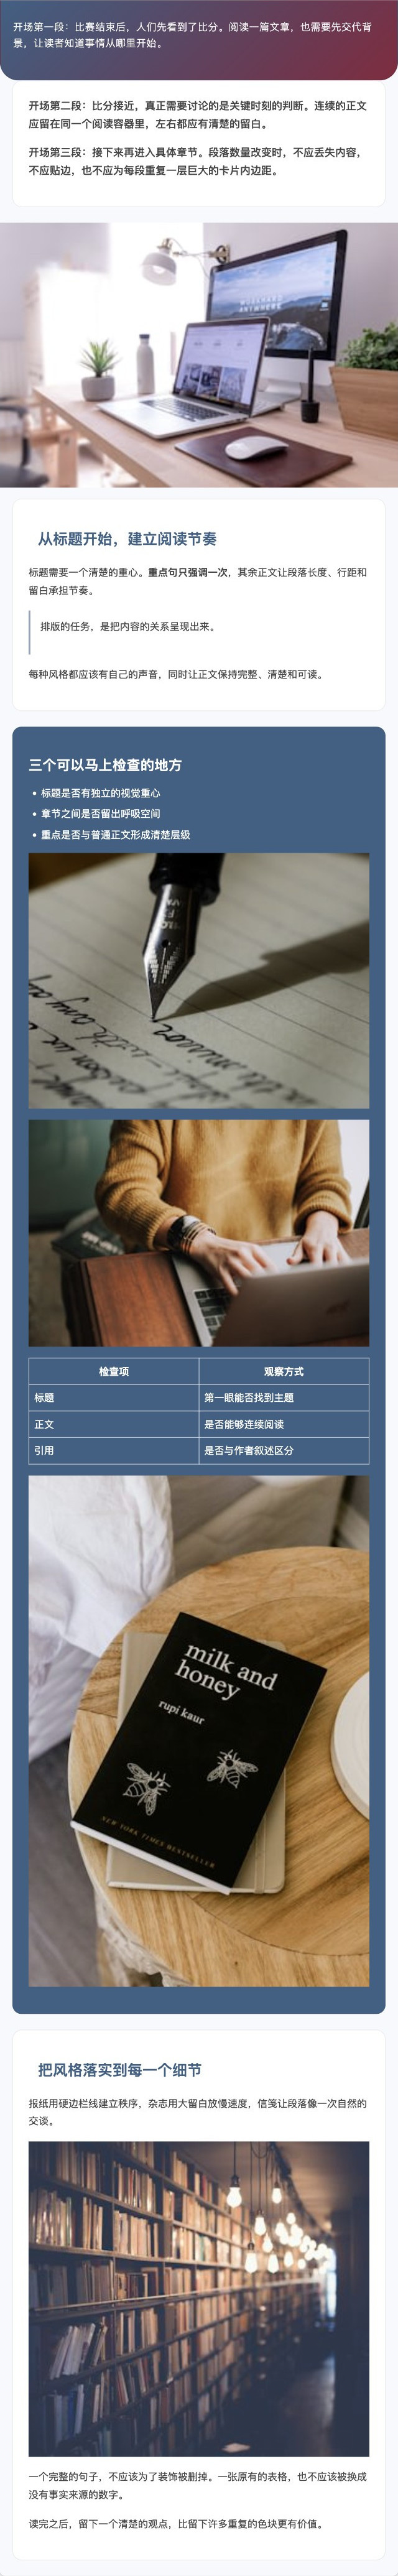 开场第一段：比赛结束后，人们先看到了比分。阅读一篇文章，也需要先交代背
景，让读者知道事情从哪里开始。
开场第二段：比分接近，真正需要讨论的是关键时刻的判断。连续的正文
应留在同一个阅读容器里，左右都应有清楚的留白。
开场第三段：接下来再进入具体章节。段落数量改变时，不应丢失内容，
不应贴边，也不应为每段重复一层巨大的卡片内边距。
从标题开始，建立阅读节奏
标题需要一个清楚的重心。重点句只强调一次，其余正文让段落长度、行距和
留白承担节奏。
排版的任务，是把内容的关系呈现出来。
每种风格都应该有自己的声音，同时让正文保持完整、清楚和可读。
三个可以马上检查的地方
• 标题是否有独立的视觉重心
• 章节之间是否留出呼吸空间
• 重点是否与普通正文形成清楚层级
检查项 观察方式
标题 第一眼能否找到主题
正文 是否能够连续阅读
引用 是否与作者叙述区分
milk and
honey
rupi kaur
NEW YORK TIMES BESTSELLER
把风格落实到每一个细节
报纸用硬边栏线建立秩序，杂志用大留白放慢速度，信笺让段落像一次自然的
交谈。
一个完整的句子，不应该为了装饰被删掉。一张原有的表格，也不应该被换成
没有事实来源的数字。
读完之后，留下一个清楚的观点，比留下许多重复的色块更有价值。